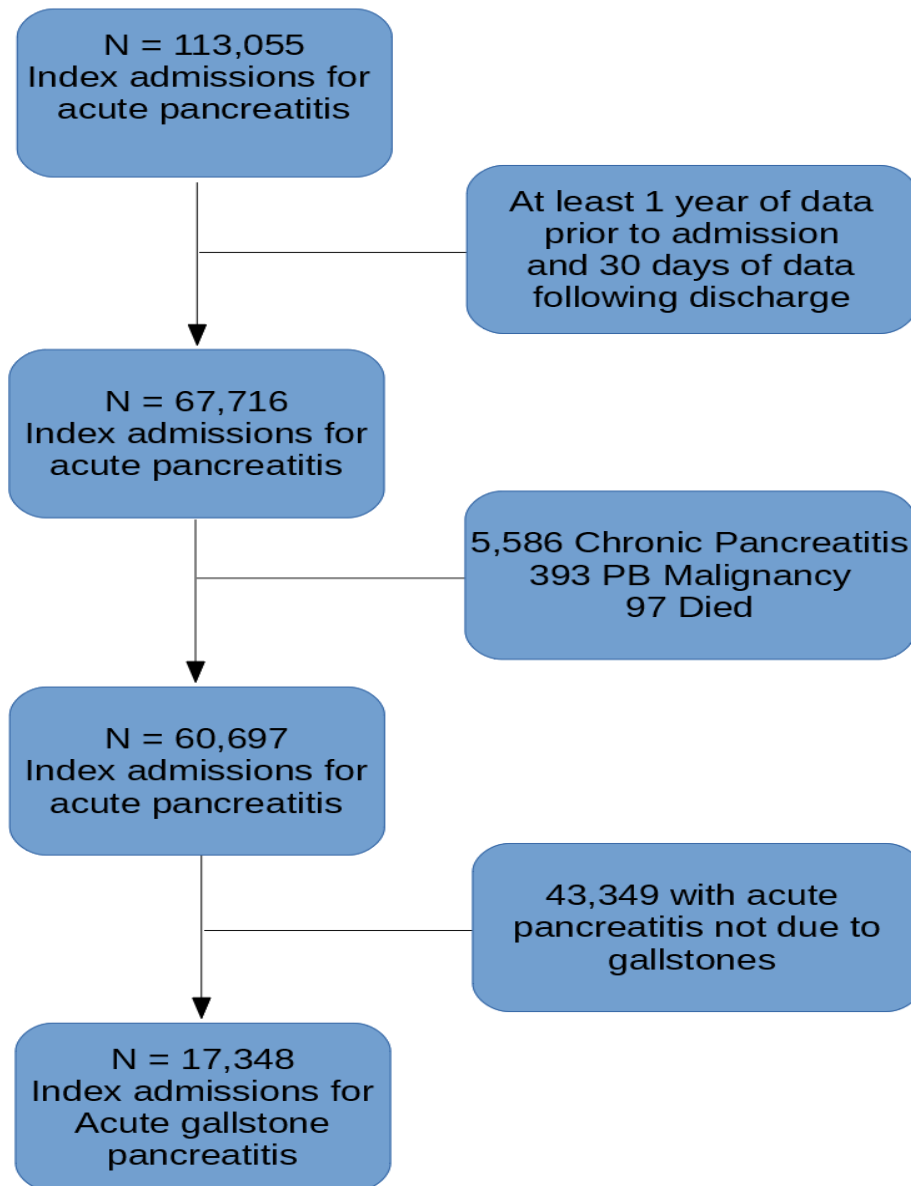 N = 113,055
Index admissions for
acute pancreatitis
At least 1 year of data
prior to admission
and 30 days of data
following discharge
N = 67,716
Index admissions for
acute pancreatitis
5,586 Chronic Pancreatitis
393 PB Malignancy
97 Died
N = 60,697
Index admissions for
acute pancreatitis
43,349 with acute
pancreatitis not due to
gallstones
N = 17,348
Index admissions for
Acute gallstone
pancreatitis